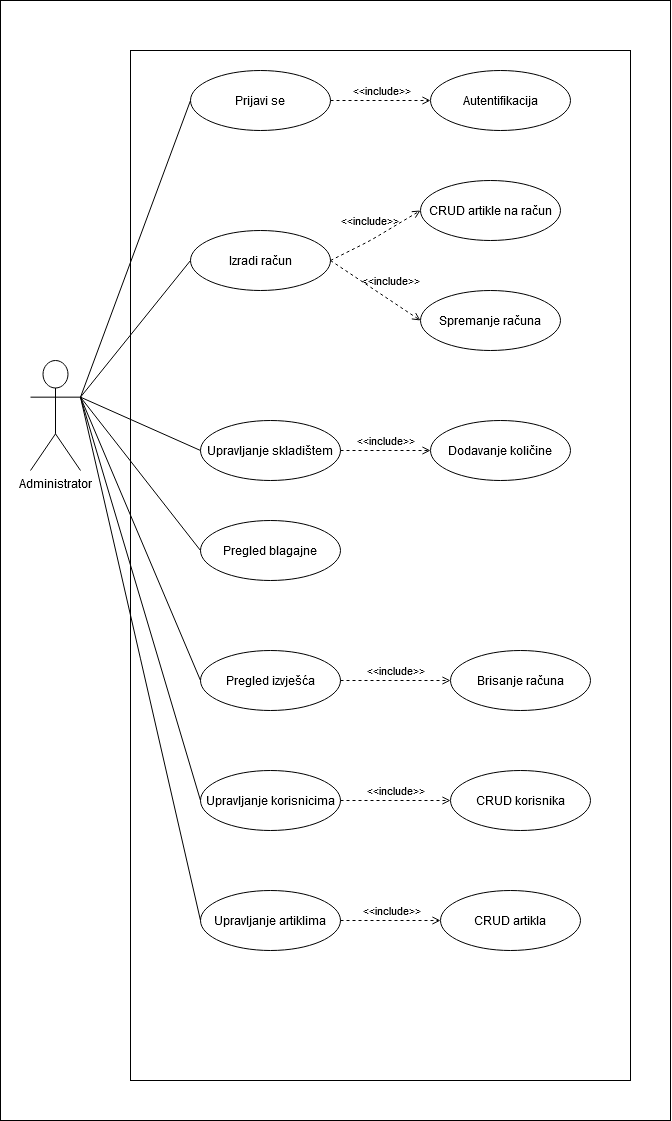 Prijavi se
<<include>>
Autentifikacija
CRUD artikle na račun
<<include>>
Izradi račun
<<include>>
Spremanje računa
Administrator
Upravljanje skladištem
<<include>>
Dodavanje količine
Pregled blagajne
Pregled izvješća
<<include>>
Brisanje računa
Upravljanje korisnicima
<<include>>
CRUD korisnika
Upravljanje artiklima
<<include>>
CRUD artikla